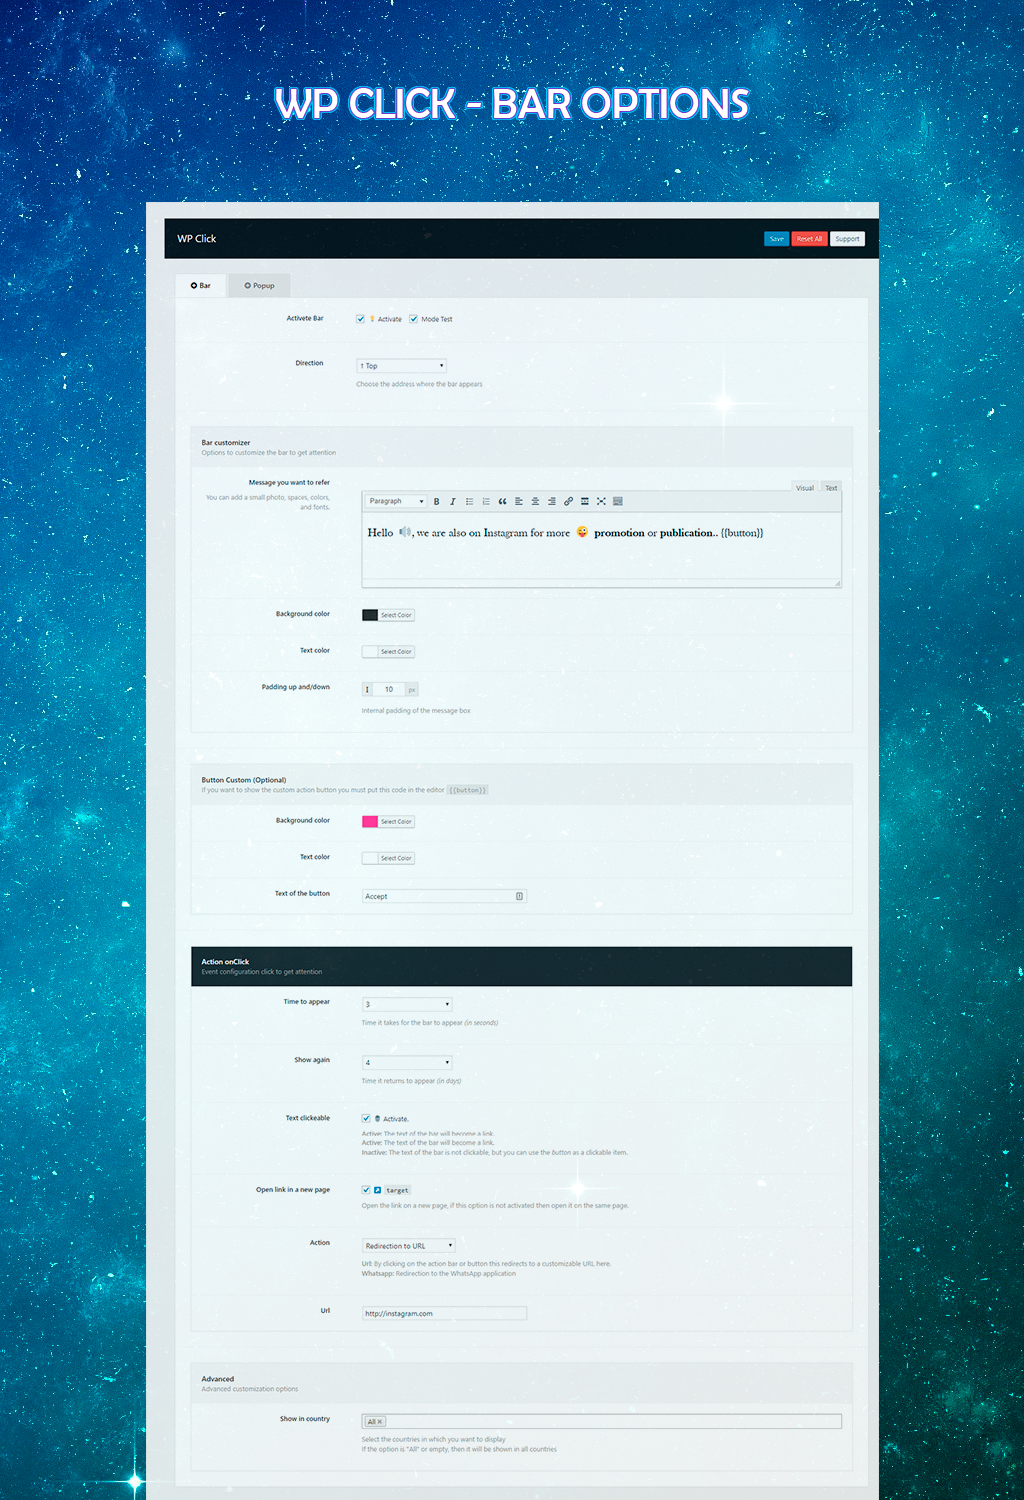 WP CLICK - BAR OPTIONS
WP Click
Save Reset All Support
Bar Popup
Activete Bar Activate Mode Test
Direction ↑ Top
Choose the address where the bar appears
Bar customizer
Options to customize the bar to get attention
Message you want to refer
You can add a small photo, spaces, colors,
and fonts.
Visual Text
Paragraph B I
Hello 🔊, we are also on Instagram for more 😜 promotion or publication.. {{button}}
Background color Select Color
Text color Select Color
Padding up and/down 10 px
Internal padding of the message box
Button Custom (Optional)
If you want to show the custom action button you must put this code in the editor {{button}}
Background color Select Color
Text color Select Color
Text of the button Accept
Action onClick
Event configuration click to get attention
Time to appear 3
Time it takes for the bar to appear (in seconds)
Show again 4
Time it returns to appear (in days)
Text clickeable Activate.
Active: The text of the bar will become a link.
Active: The text of the bar will become a link.
Inactive: The text of the bar is not clickable, but you can use the button as a clickable item.
Open link in a new page target
Open the link on a new page, if this option is not activated then open it on the same page.
Action Redirection to URL
Url: By clicking on the action bar or button this redirects to a customizable URL here.
Whatsapp: Redirection to the WhatsApp application
Url http://instagram.com
Advanced
Advanced customization options
Show in country All ×
Select the countries in which you want to display
If the option is "All" or empty, then it will be shown in all countries